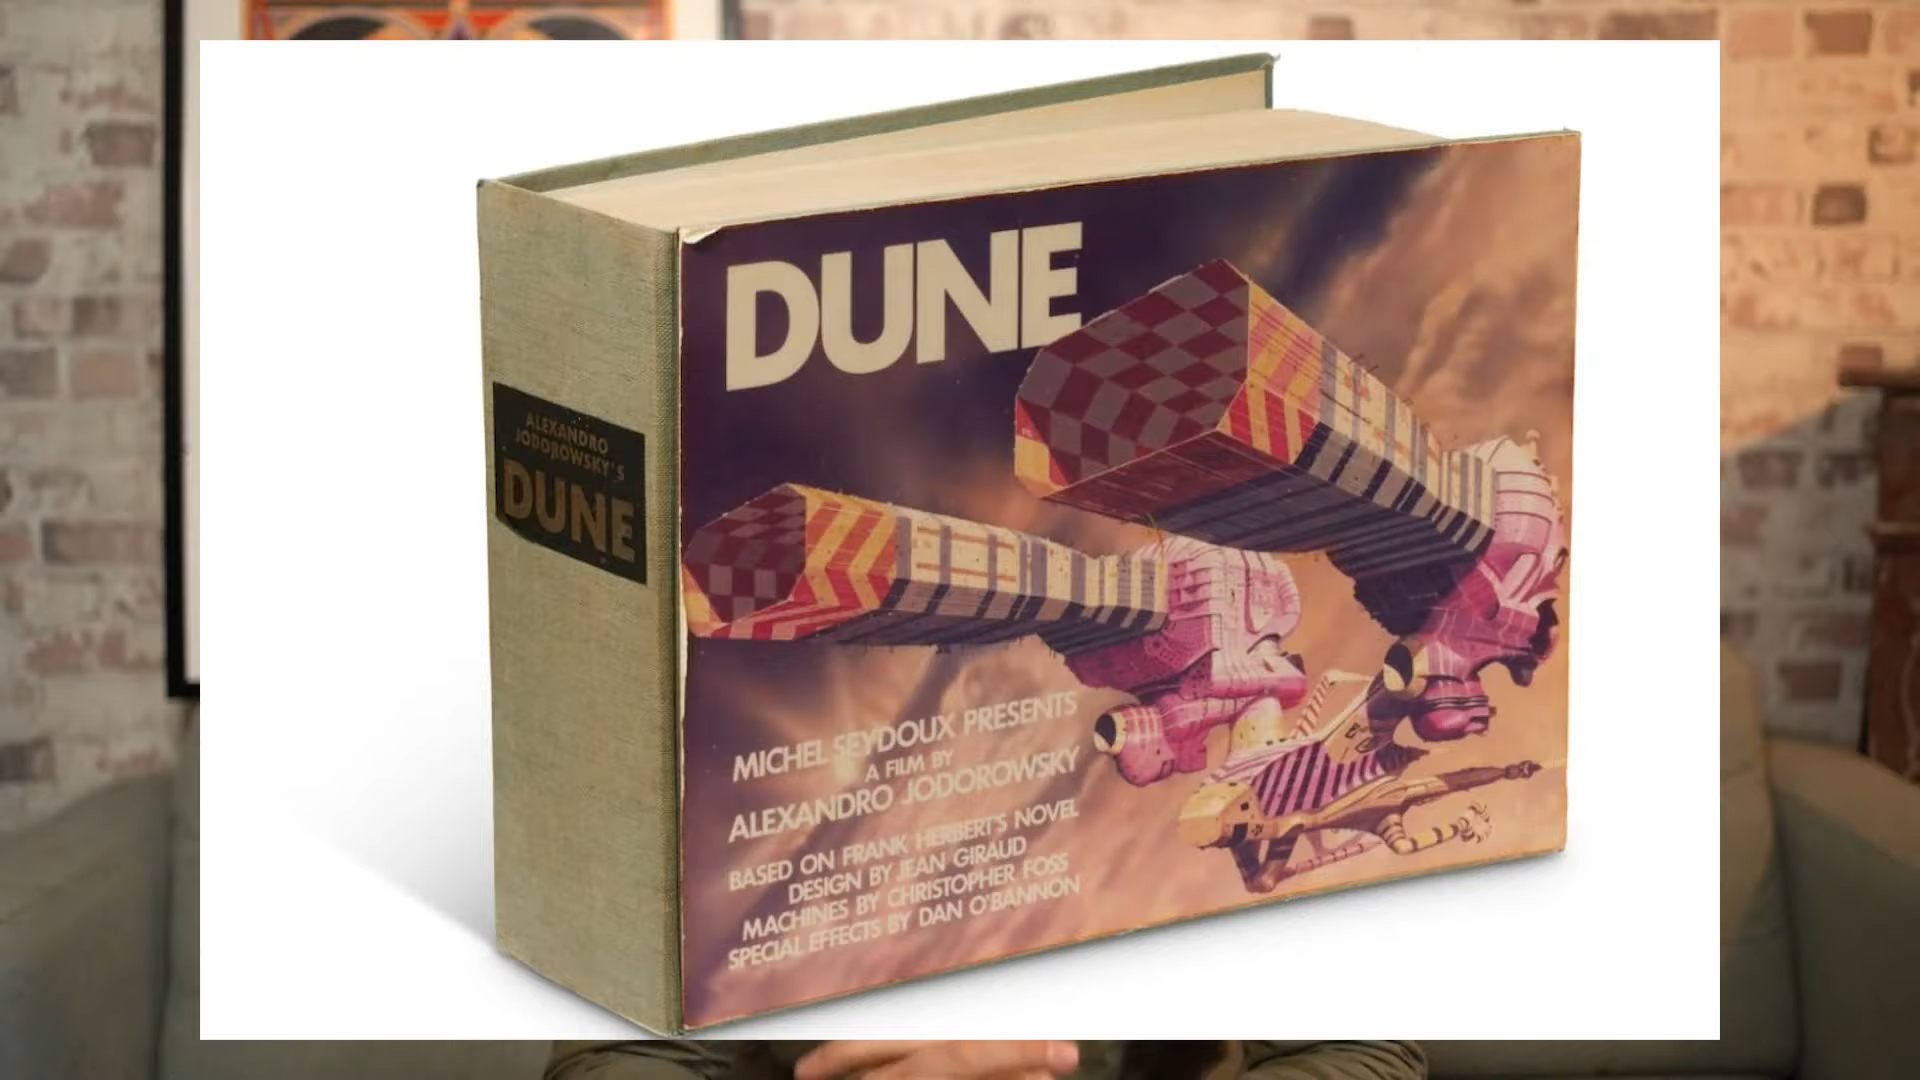 ALEXANDRO
JODOROWSKY'S
DUNE
DUNE
MICHEL SEYDOUX PRESENTS
A FILM BY
ALEXANDRO JODOROWSKY
BASED ON FRANK HERBERT'S NOVEL
DESIGN BY JEAN GIRAUD
MACHINES BY CHRISTOPHER FOSS
SPECIAL EFFECTS BY DAN O'BANNON